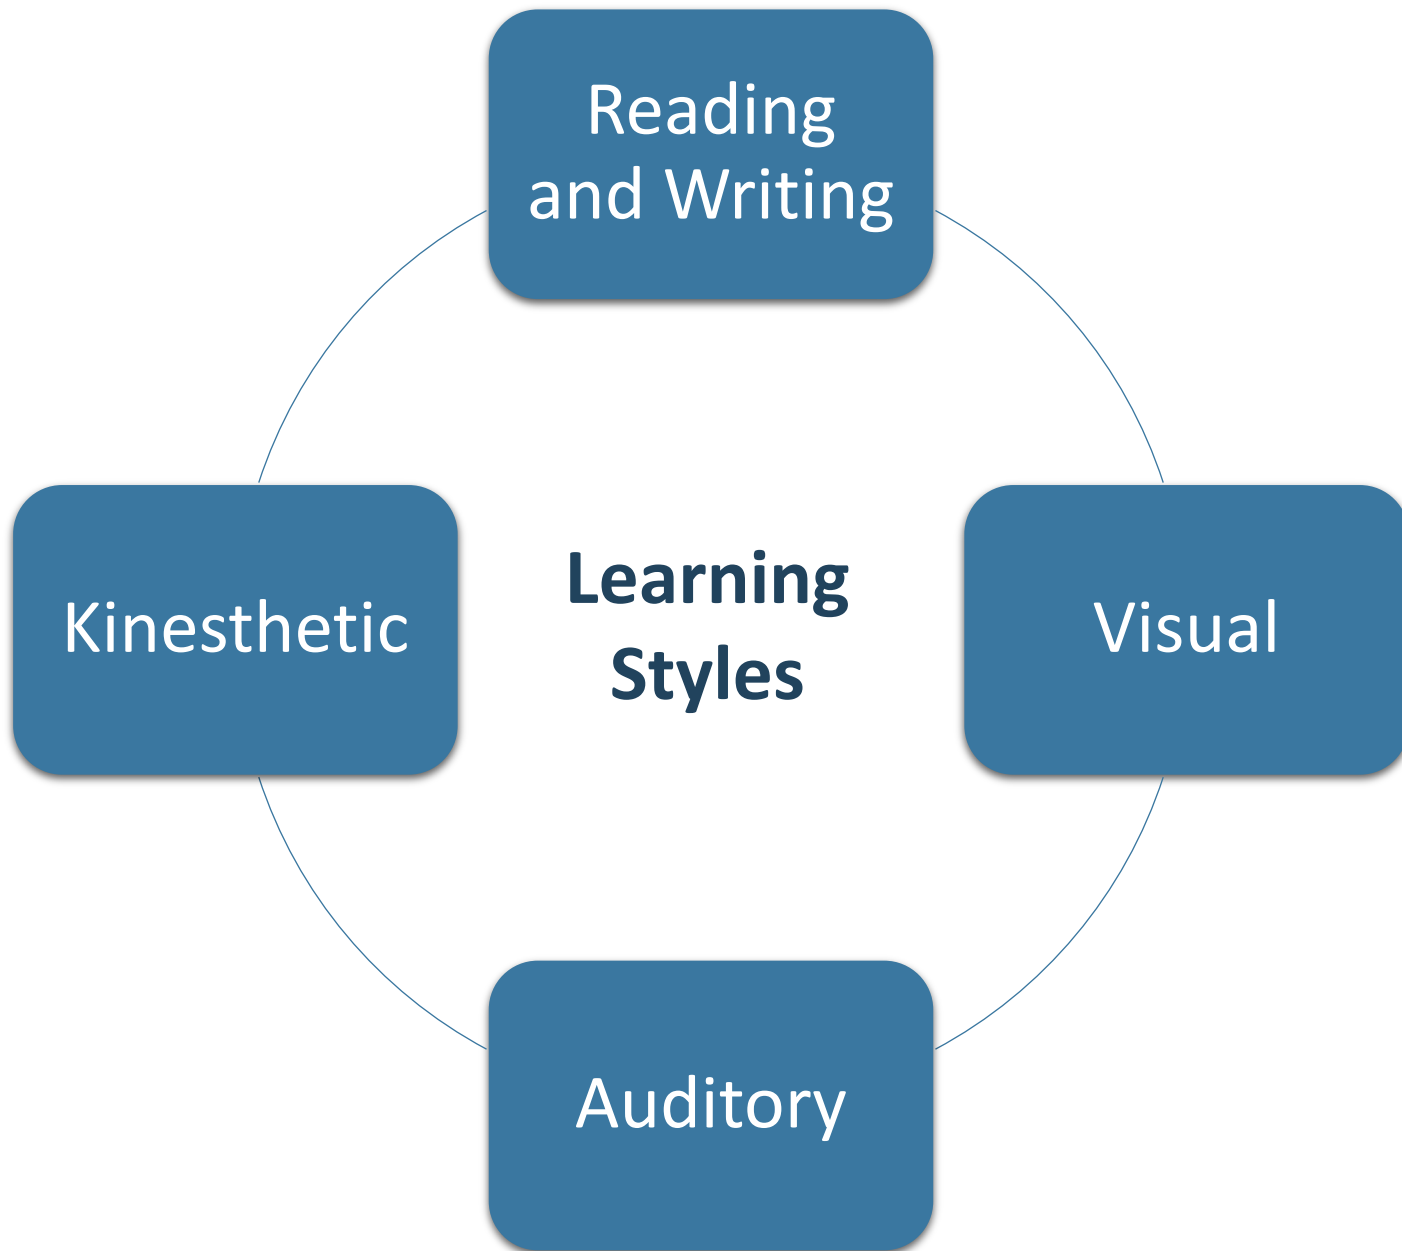 Reading
and Writing
Kinesthetic
Learning
Styles
Visual
Auditory